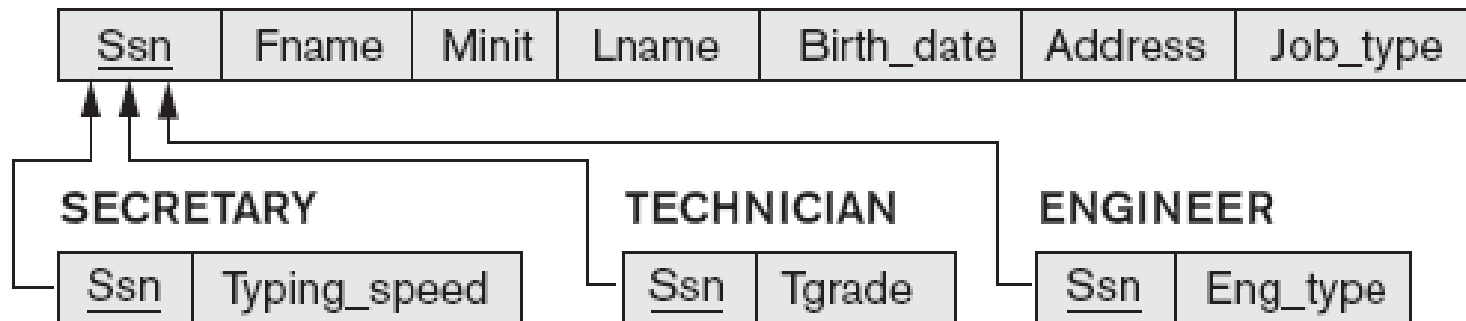 Ssn Fname Minit Lname Birth_date Address Job_type
SECRETARY TECHNICIAN ENGINEER
Ssn Typing_speed Ssn Tgrade Ssn Eng_type